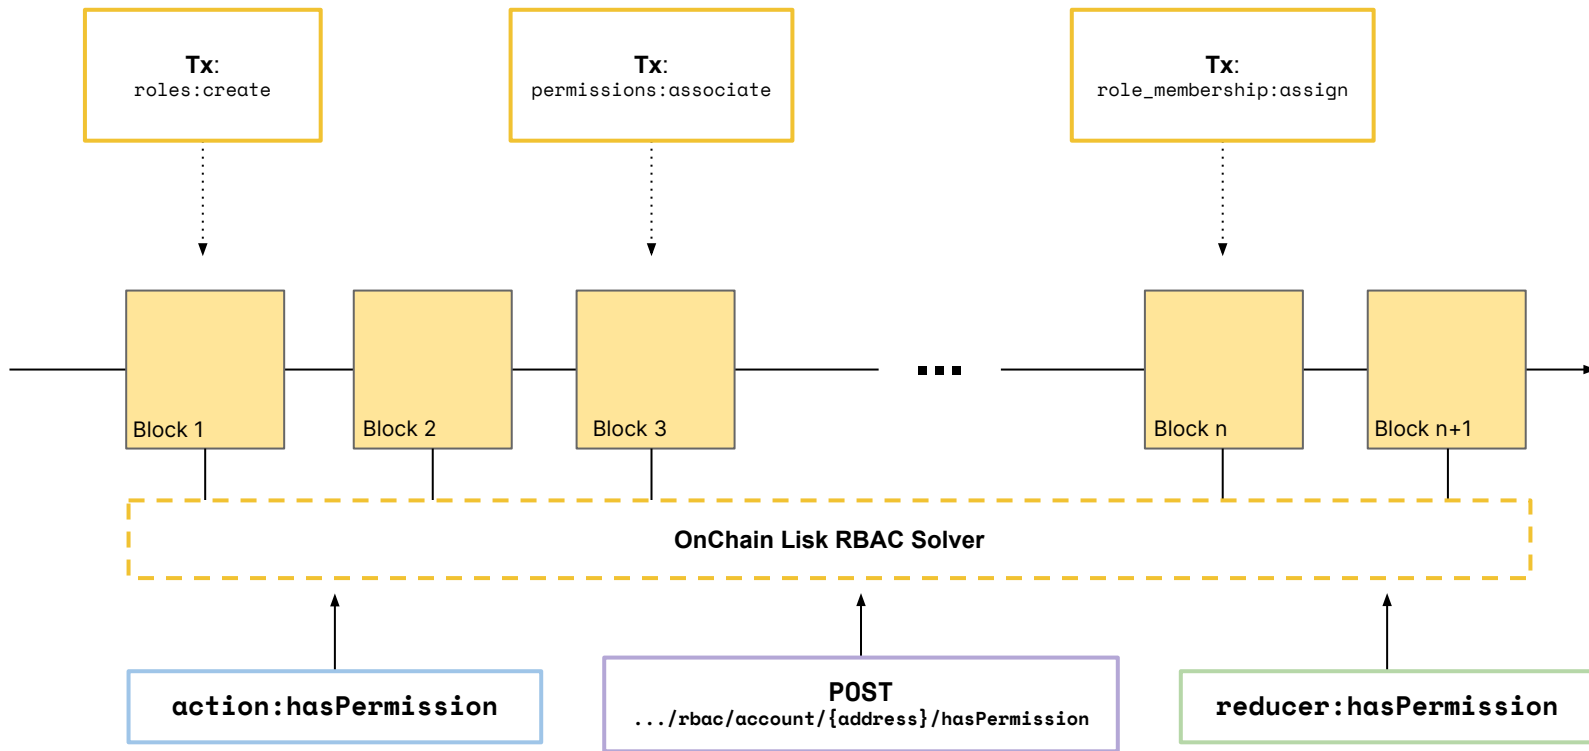 Tx:
roles:create
Tx:
permissions:associate
Tx:
role_membership:assign
Block 1
Block 2
Block 3
...
Block n
Block n+1
OnChain Lisk RBAC Solver
action:hasPermission
POST
.../rbac/account/{address}/hasPermission
reducer:hasPermission